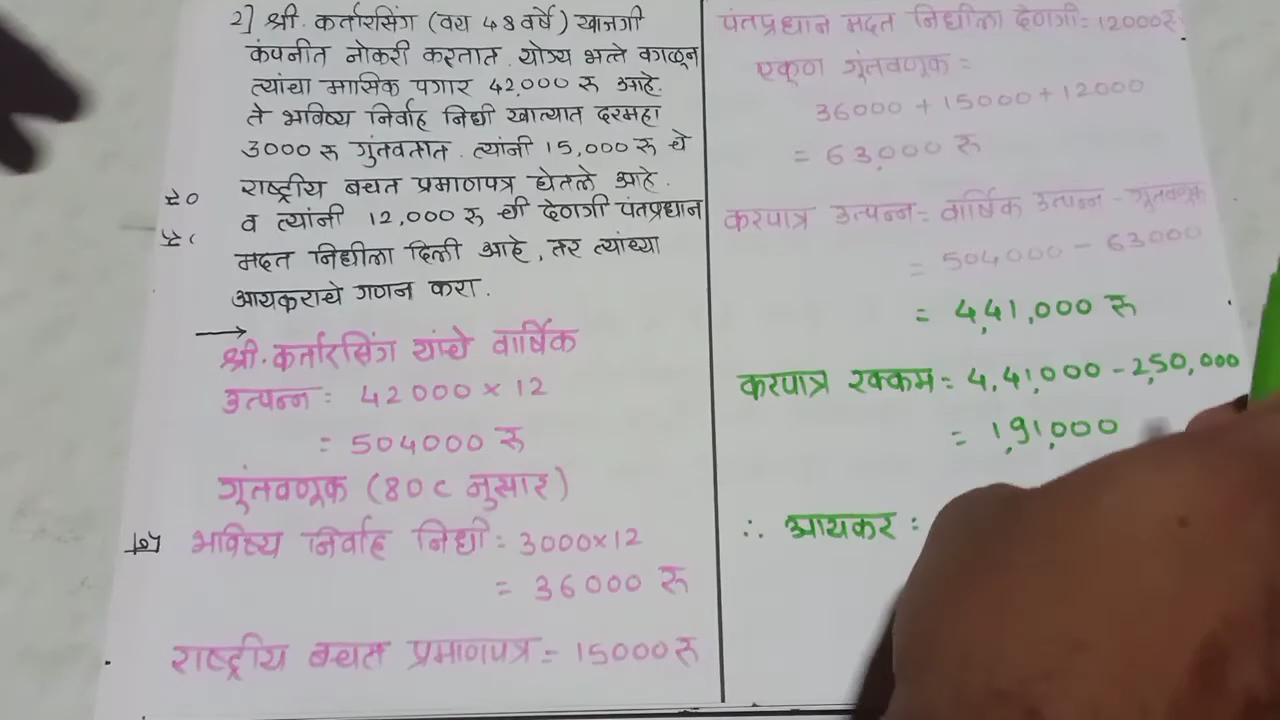 2] श्री. कर्तारसिंग (वय 48 वर्षे) खाजगी
कंपनीत नोकरी करतात. योग्य भत्ते वगळून
त्यांचा मासिक पगार 42,000 रु आहे.
ते भविष्य निर्वाह निधी खात्यात दरमहा
3000 रु गुंतवतात. त्यांनी 15,000 रु चे
राष्ट्रीय बचत प्रमाणपत्र घेतले आहे.
व त्यांनी 12,000 रु ची देणगी पंतप्रधान
मदत निधीला दिली आहे, तर त्यांच्या
आयकराचे गणन करा.
→ श्री. कर्तारसिंग यांचे वार्षिक
उत्पन्न = 42000 × 12
= 504000 रु
गुंतवणूक (80 C नुसार)
भविष्य निर्वाह निधी = 3000×12
= 36000 रु
राष्ट्रीय बचत प्रमाणपत्र = 15000 रु
पंतप्रधान मदत निधीला देणगी = 12000 रु
एकूण गुंतवणूक =
36000 + 15000 + 12000
= 63,000 रु
करपात्र उत्पन्न = वार्षिक उत्पन्न - गुंतवणूक
= 504000 - 63000
= 4,41,000 रु
करपात्र रक्कम = 4,41,000 - 2,50,000
= 1,91,000
∴ आयकर :